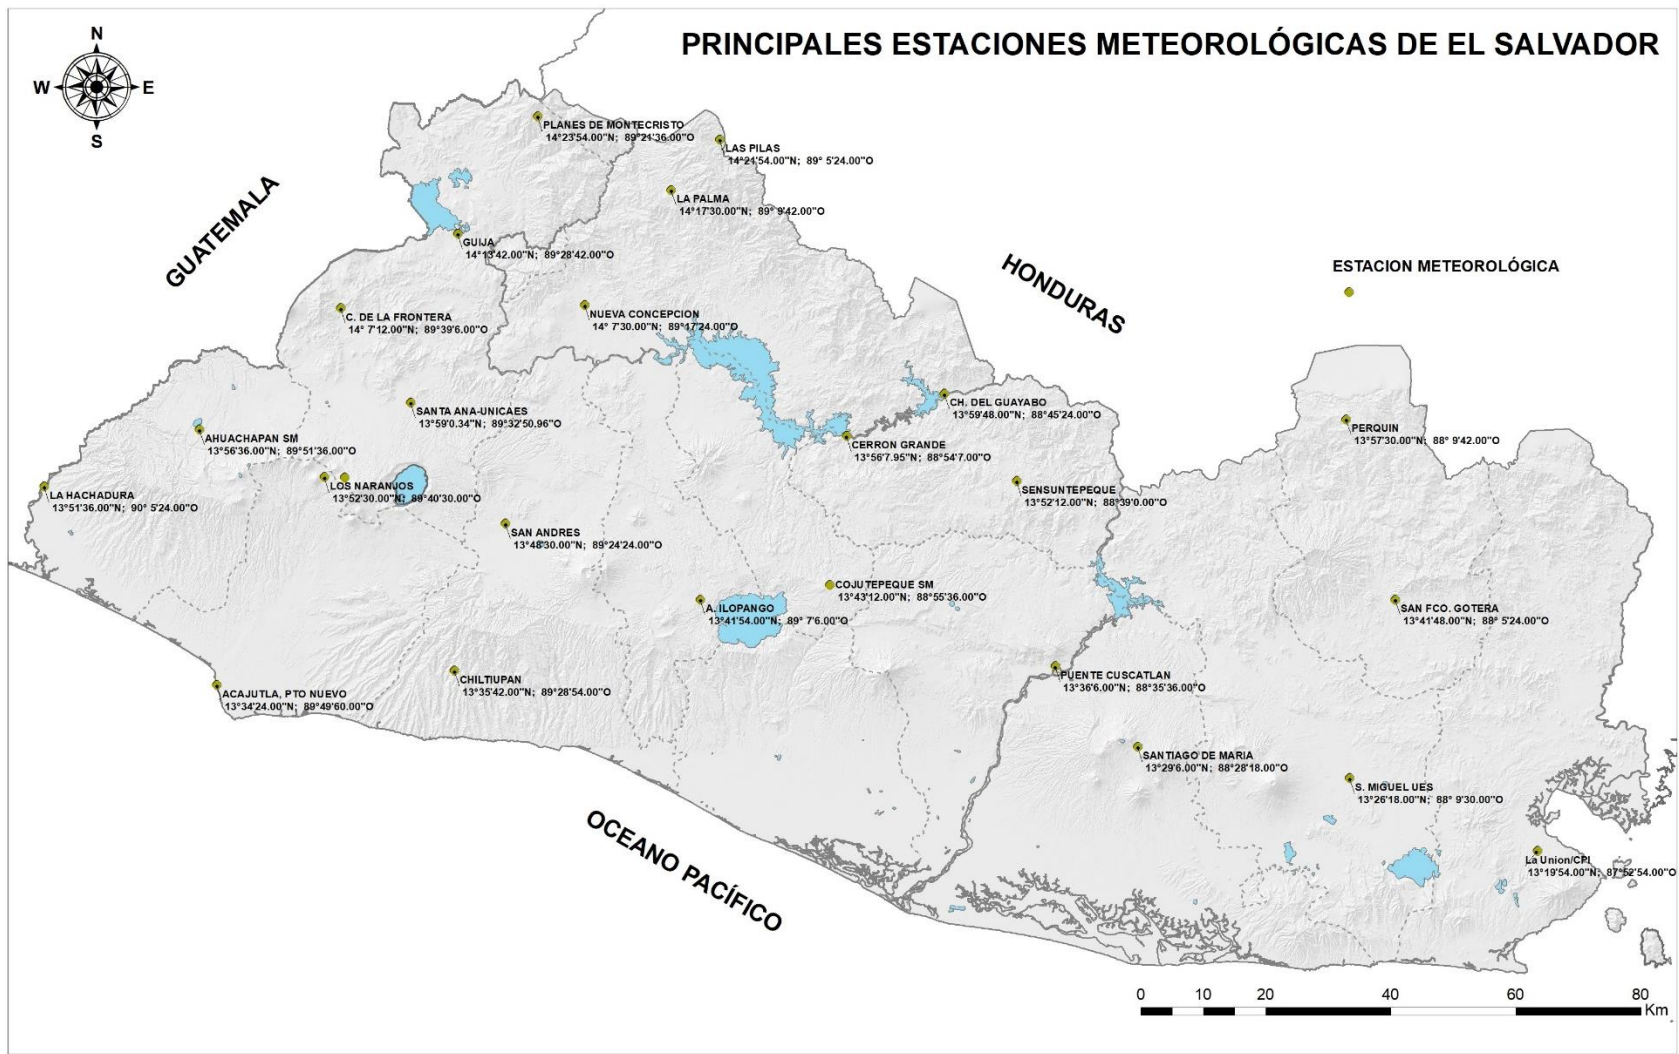 PRINCIPALES ESTACIONES METEOROLÓGICAS DE EL SALVADOR
N
W
E
S
PLANES DE MONTECRISTO
14°23'54.00"N; 89°21'36.00"O
LAS PILAS
14°21'54.00"N; 89° 5'24.00"O
LA PALMA
14°17'30.00"N; 89° 9'42.00"O
GUATEMALA
GUIJA
14°13'42.00"N; 89°28'42.00"O
HONDURAS
ESTACION METEOROLÓGICA
C. DE LA FRONTERA
14° 7'12.00"N; 89°39'6.00"O
NUEVA CONCEPCION
14° 7'30.00"N; 89°17'24.00"O
SANTA ANA-UNICAES
13°59'0.34"N; 89°32'50.96"O
CH. DEL GUAYABO
13°59'48.00"N; 88°45'24.00"O
PERQUIN
13°57'30.00"N; 88° 9'42.00"O
AHUACHAPAN SM
13°56'36.00"N; 89°51'36.00"O
CERRON GRANDE
13°56'7.95"N; 88°54'7.00"O
LOS NARANJOS
13°52'30.00"N; 89°40'30.00"O
LA HACHADURA
13°51'36.00"N; 90° 5'24.00"O
SENSUNTEPEQUE
13°52'12.00"N; 88°39'0.00"O
SAN ANDRES
13°48'30.00"N; 89°24'24.00"O
COJUTEPEQUE SM
13°43'12.00"N; 88°55'36.00"O
A. ILOPANGO
13°41'54.00"N; 89° 7'6.00"O
SAN FCO. GOTERA
13°41'48.00"N; 88° 5'24.00"O
CHILTIUPAN
13°35'42.00"N; 89°28'54.00"O
PUENTE CUSCATLAN
13°36'6.00"N; 88°35'36.00"O
ACAJUTLA, PTO NUEVO
13°34'24.00"N; 89°49'60.00"O
SANTIAGO DE MARIA
13°29'6.00"N; 88°28'18.00"O
S. MIGUEL UES
13°26'18.00"N; 88° 9'30.00"O
OCEANO PACÍFICO
La Union/CPI
13°19'54.00"N; 87°52'54.00"O
0 10 20 40 60 80
Km